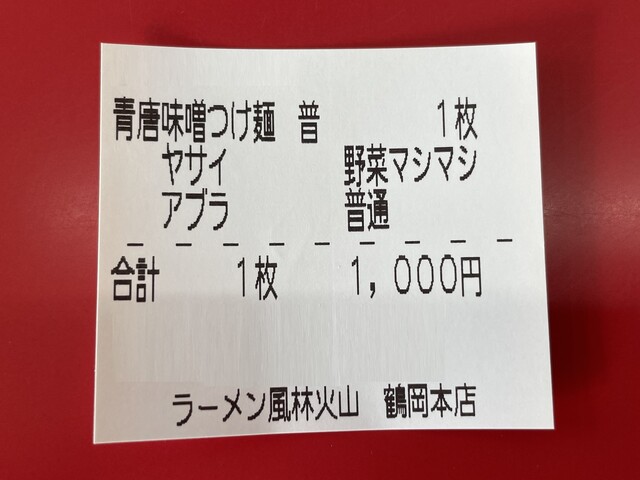 青唐味噌つけ麺 普 1枚
ヤサイ 野菜マシマシ
アブラ 普通
合計 1枚 1,000円
ラーメン風林火山 鶴岡本店